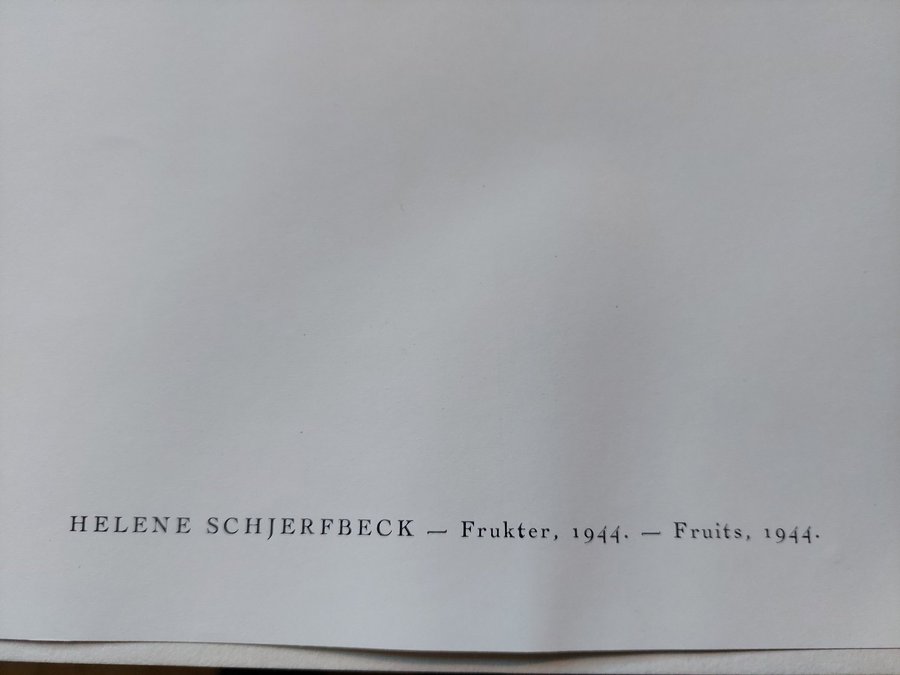 HELENE SCHJERFBECK — Frukter, 1944. — Fruits, 1944.